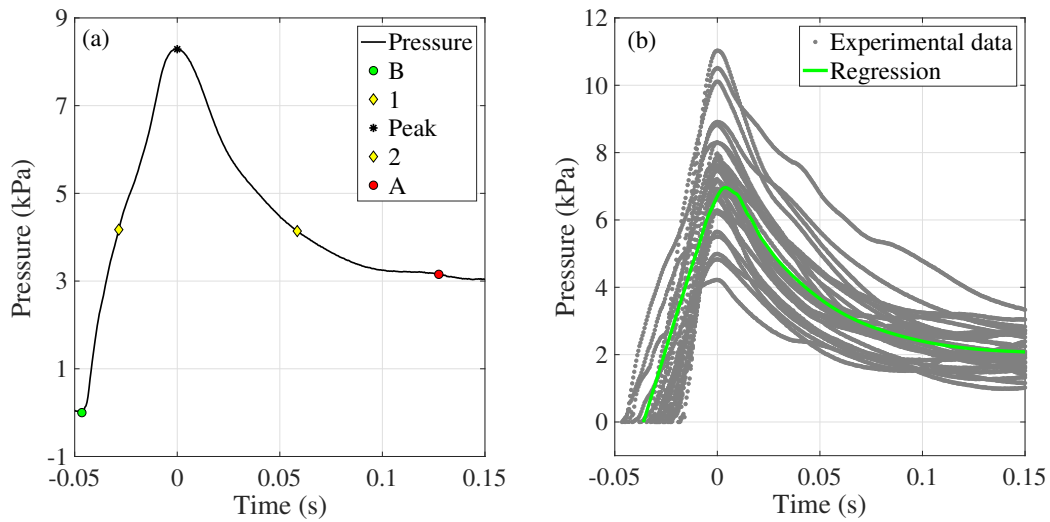 (a)
Pressure
B
1
Peak
2
A
9
7
5
3
1
-1
-0.05
0
0.05
0.1
0.15
Time (s)
Pressure (kPa)
(b)
Experimental data
Regression
12
10
8
6
4
2
0
-0.05
0
0.05
0.1
0.15
Time (s)
Pressure (kPa)